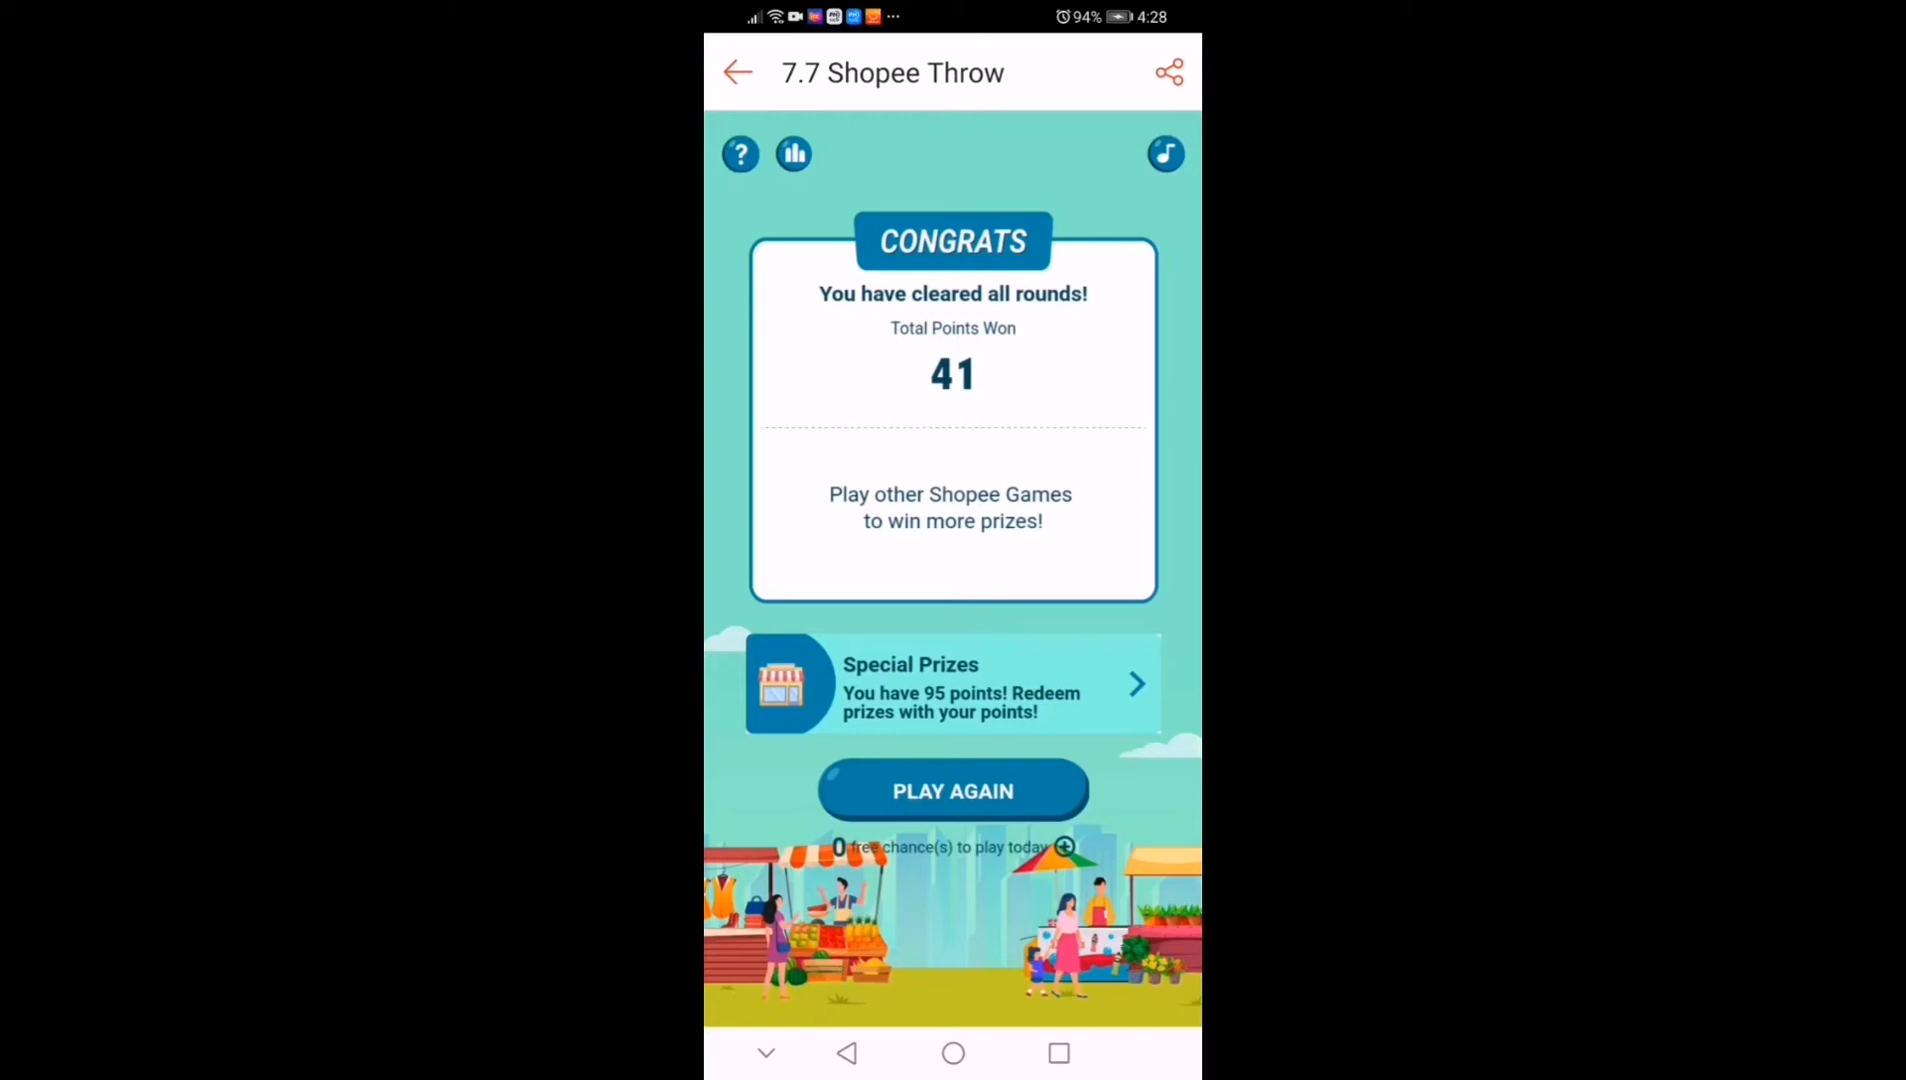 94% 4:28
7.7 Shopee Throw
?
CONGRATS
You have cleared all rounds!
Total Points Won
41
Play other Shopee Games
to win more prizes!
Special Prizes
You have 95 points! Redeem
prizes with your points!
PLAY AGAIN
0 free chance(s) to play today